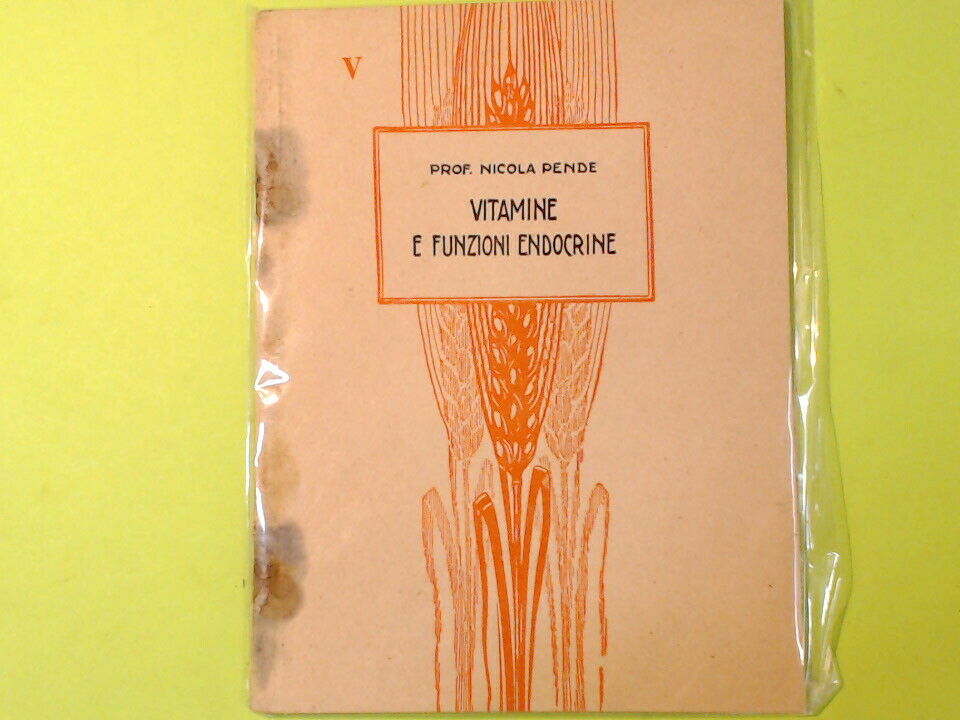 V
PROF. NICOLA PENDE
VITAMINE
E FUNZIONI ENDOCRINE